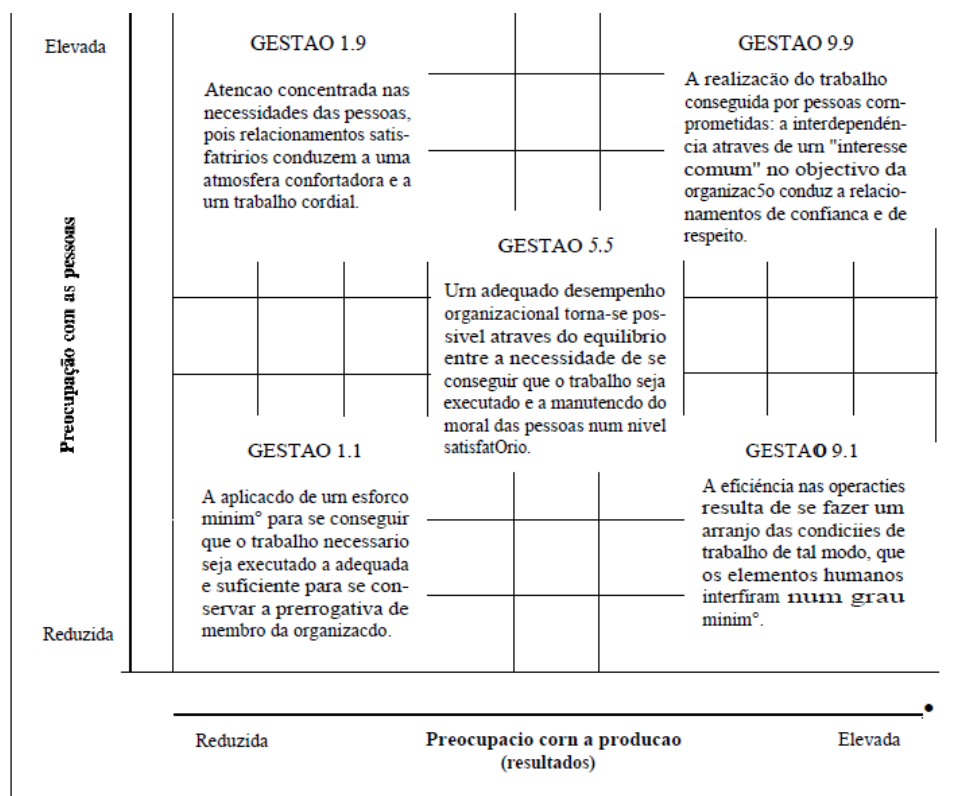 Elevada
GESTAO 1.9
Atencao concentrada nas
necessidades das pessoas,
pois relacionamentos satis-
fatririos conduzem a uma
atmosfera confortadora e a
urn trabalho cordial.
GESTAO 9.9
A realizacão do trabalho
conseguida por pessoas corn-
prometidas: a interdependén-
cia atraves de urn "interesse
comum" no objectivo da
organizac5o conduz a relacio-
namentos de confianca e de
respeito.
Preocupação com as pessoas
GESTAO 5.5
Urn adequado desempenho
organizacional torna-se pos-
sivel atraves do equilibrio
entre a necessidade de se
conseguir que o trabalho seja
executado e a manutencdo do
moral das pessoas num nivel
satisfatOrio.
GESTAO 1.1
A aplicacdo de urn esforco
minim° para se conseguir
que o trabalho necessario
seja executado a adequada
e suficiente para se con-
servar a prerrogativa de
membro da organizacdo.
GESTAO 9.1
A eficiéncia nas operacties
resulta de se fazer um
arranjo das condiciies de
trabalho de tal modo, que
os elementos humanos
interfiram num grau
minim°.
Reduzida
Reduzida
Preocupacio corn a producao
(resultados)
Elevada